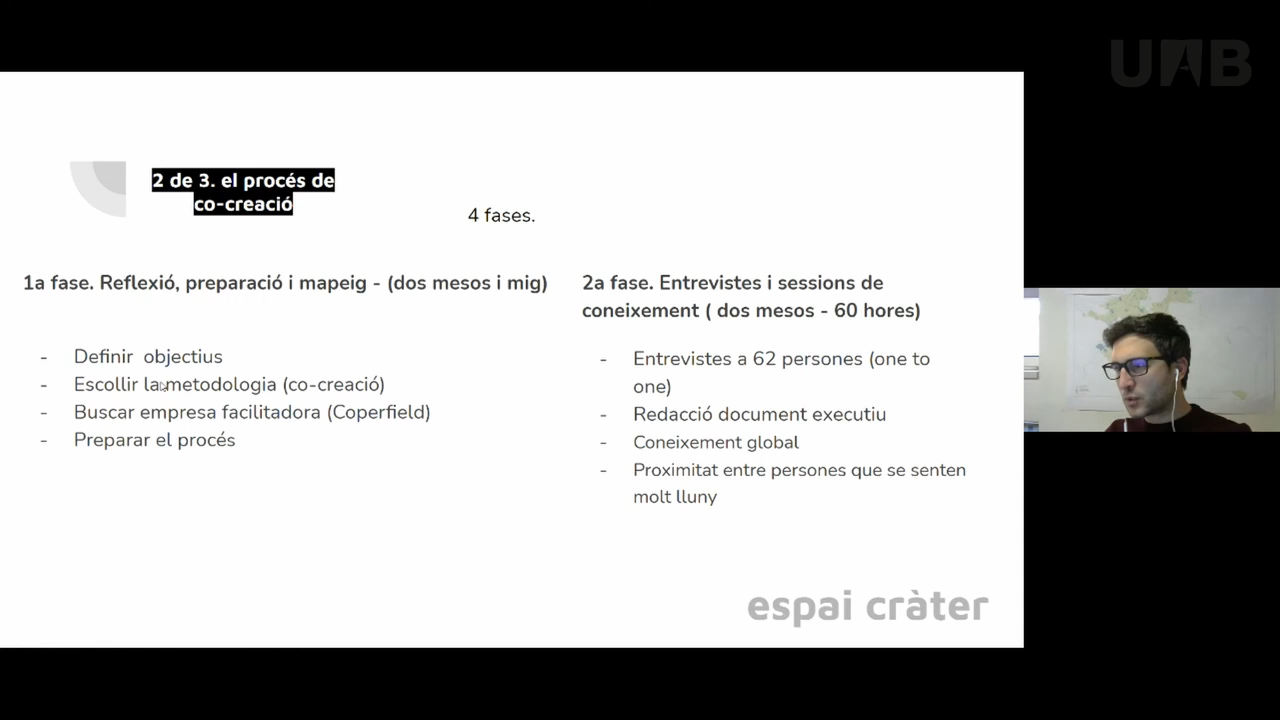 UAB
2 de 3. el procés de
co-creació
4 fases.
1a fase. Reflexió, preparació i mapeig - (dos mesos i mig)
- Definir objectius
- Escollir la metodologia (co-creació)
- Buscar empresa facilitadora (Coperfield)
- Preparar el procés
2a fase. Entrevistes i sessions de
coneixement ( dos mesos - 60 hores)
- Entrevistes a 62 persones (one to
one)
- Redacció document executiu
- Coneixement global
- Proximitat entre persones que se senten
molt lluny
espai cràter